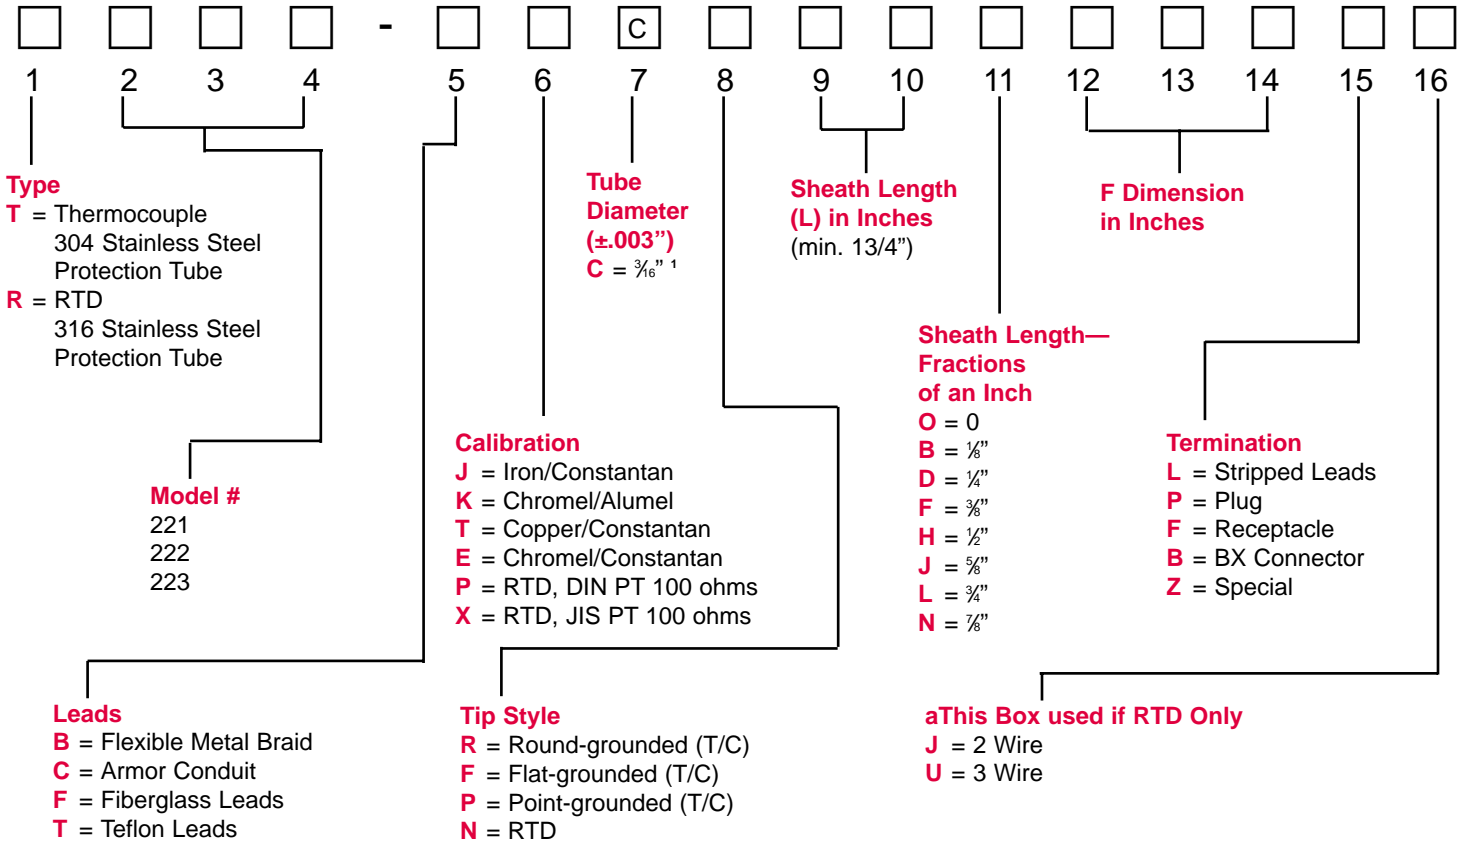 C
-
1 2 3 4 5 6 7 8 9 10 11 12 13 14 15 16
Type
T = Thermocouple
304 Stainless Steel
Protection Tube
R = RTD
316 Stainless Steel
Protection Tube
Model #
221
222
223
Leads
B = Flexible Metal Braid
C = Armor Conduit
F = Fiberglass Leads
T = Teflon Leads
Calibration
J = Iron/Constantan
K = Chromel/Alumel
T = Copper/Constantan
E = Chromel/Constantan
P = RTD, DIN PT 100 ohms
X = RTD, JIS PT 100 ohms
Tube
Diameter
(±.003”)
C = 3⁄16” ¹
Tip Style
R = Round-grounded (T/C)
F = Flat-grounded (T/C)
P = Point-grounded (T/C)
N = RTD
Sheath Length
(L) in Inches
(min. 13/4”)
Sheath Length—
Fractions
of an Inch
O = 0
B = ⅛”
D = ¼”
F = ⅜”
H = ½”
J = ⅝”
L = ¾”
N = ⅞”
F Dimension
in Inches
Termination
L = Stripped Leads
P = Plug
F = Receptacle
B = BX Connector
Z = Special
aThis Box used if RTD Only
J = 2 Wire
U = 3 Wire